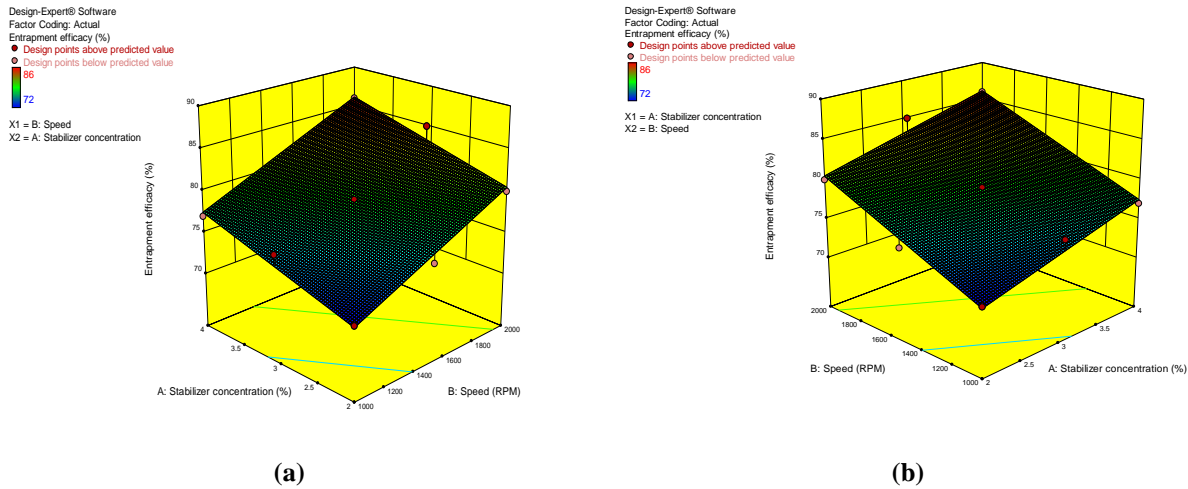 Design-Expert® Software
Factor Coding: Actual
Entrapment efficacy (%)
Design points above predicted value
Design points below predicted value
86
72
X1 = B: Speed
X2 = A: Stabilizer concentration
90
85
80
75
70
Entrapment efficacy (%)
4
3.5
3
2.5
2
1000
1200
1400
1600
1800
2000
A: Stabilizer concentration (%)
B: Speed (RPM)
(a)
Design-Expert® Software
Factor Coding: Actual
Entrapment efficacy (%)
Design points above predicted value
Design points below predicted value
86
72
X1 = A: Stabilizer concentration
X2 = B: Speed
90
85
80
75
70
Entrapment efficacy (%)
2000
1800
1600
1400
1200
1000
2
2.5
3
3.5
4
B: Speed (RPM)
A: Stabilizer concentration (%)
(b)